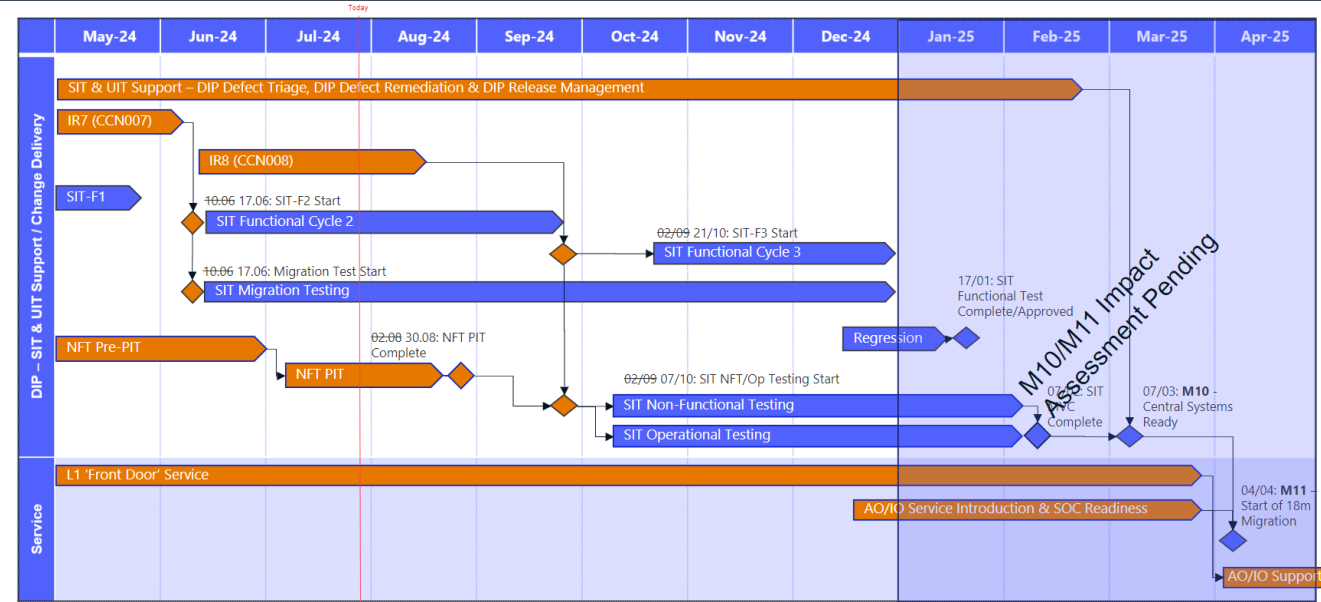 Today
May-24 Jun-24 Jul-24 Aug-24 Sep-24 Oct-24 Nov-24 Dec-24 Jan-25 Feb-25 Mar-25 Apr-25
DIP – SIT & UIT Support / Change Delivery
SIT & UIT Support – DIP Defect Triage, DIP Defect Remediation & DIP Release Management
IR7 (CCN007)
IR8 (CCN008)
SIT-F1
10.06 17.06: SIT-F2 Start
SIT Functional Cycle 2
02/09 21/10: SIT-F3 Start
SIT Functional Cycle 3
10.06 17.06: Migration Test Start
SIT Migration Testing
17/01: SIT
Functional Test
Complete/Approved
Regression
NFT Pre-PIT
02.08 30.08: NFT PIT
Complete
NFT PIT
02/09 07/10: SIT NFT/Op Testing Start
SIT Non-Functional Testing
SIT Operational Testing
M10/M11 Impact
Assessment Pending
SIT
Complete
07/03: M10 -
Central Systems
Ready
Service
L1 ‘Front Door’ Service
AO/IO Service Introduction & SOC Readiness
04/04: M11 -
Start of 18m
Migration
AO/IO Support